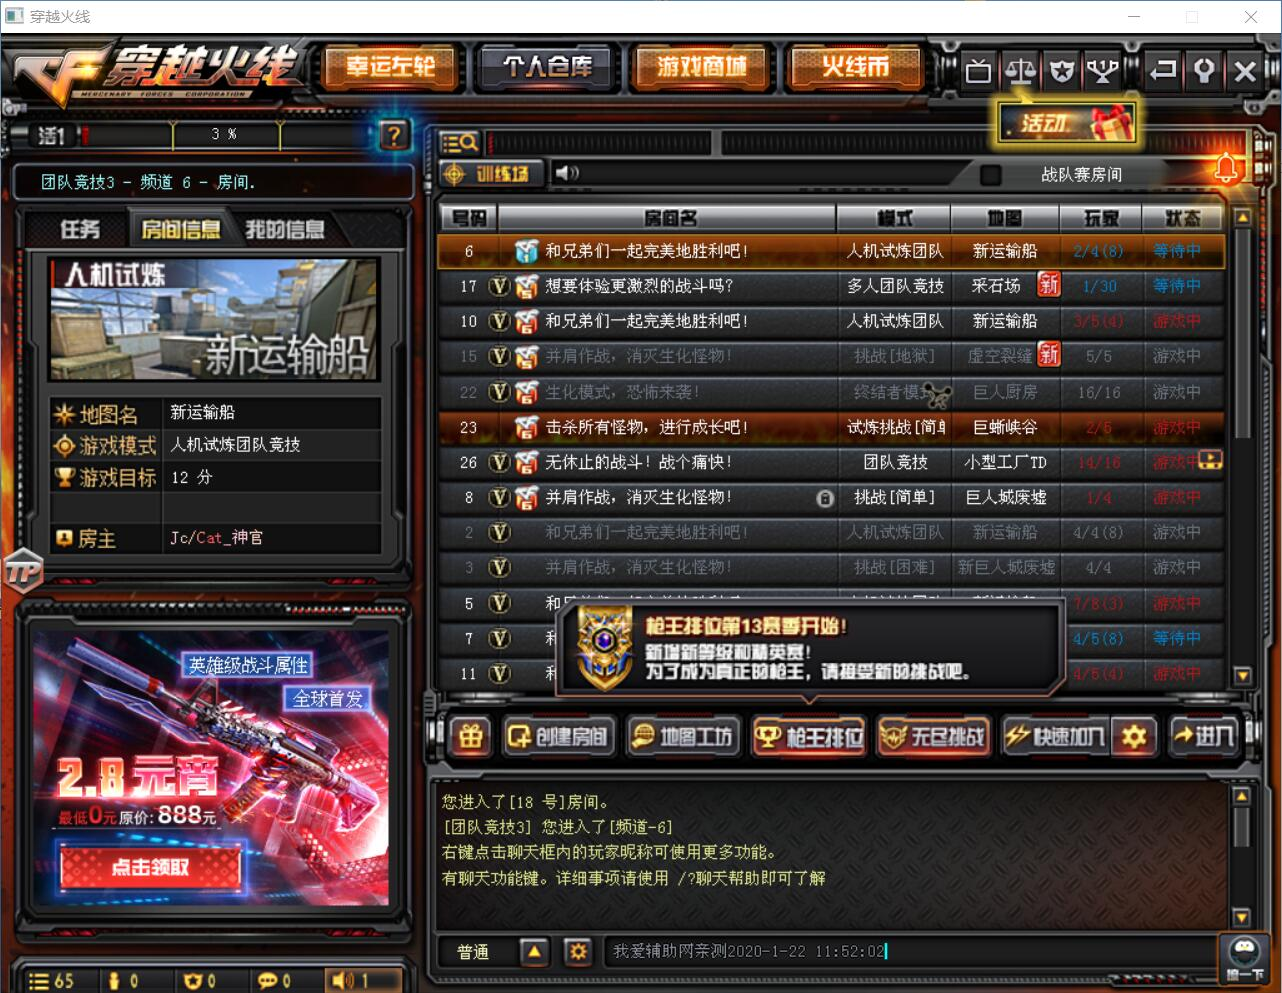 穿越火线
CF 穿越火线
MERCENARY FORCES CORPORATION
幸运左轮
个人仓库
游戏商城
火线币
活1
3 %
?
活动
团队竞技3 - 频道 6 - 房间.
训练场
战队赛房间
任务
房间信息
我的信息
人机试炼
新运输船
地图名 新运输船
游戏模式 人机试炼团队竞技
游戏目标 12 分
房主 Jc/Cat_神官
TP
号码 房间名 模式 地图 玩家 状态
6 和兄弟们一起完美地胜利吧! 人机试炼团队 新运输船 2/4(8) 等待中
17 V 想要体验更激烈的战斗吗? 多人团队竞技 采石场 新 1/30 等待中
10 V 和兄弟们一起完美地胜利吧! 人机试炼团队 新运输船 3/5(4) 游戏中
15 V 并肩作战, 消灭生化怪物! 挑战[地狱] 虚空裂缝 新 5/5 游戏中
22 V 生化模式, 恐怖来袭! 终结者模 巨人厨房 16/16 游戏中
23 击杀所有怪物, 进行成长吧! 试炼挑战[简单 巨蜥峡谷 2/5 游戏中
26 V 无休止的战斗! 战个痛快! 团队竞技 小型工厂TD 14/16 游戏中
8 V 并肩作战, 消灭生化怪物! 挑战[简单] 巨人城废墟 1/4 游戏中
2 V 和兄弟们一起完美地胜利吧! 人机试炼团队 新运输船 4/4(8) 游戏中
3 V 并肩作战, 消灭生化怪物! 挑战[困难] 新巨人城废墟 4/4 游戏中
5 V 和 7/8(3) 游戏中
7 V 和 4/5(8) 等待中
11 V 和 4/5(4) 游戏中
枪王排位第13赛季开始!
新增新等级和精英赛!
为了成为真正的枪王, 请接受新的挑战吧。
创建房间
地图工坊
枪王排位
无尽挑战
快速加入
进入
英雄级战斗属性
全球首发
2.8 元宵
最低0元 原价: 888元
点击领取
您进入了[18 号]房间。
[团队竞技3] 您进入了[频道-6]
右键点击聊天框内的玩家昵称可使用更多功能。
有聊天功能键。详细事项请使用 /?聊天帮助即可了解
普通
我爱辅助网亲测2020-1-22 11:52:02
65
0
0
0
1